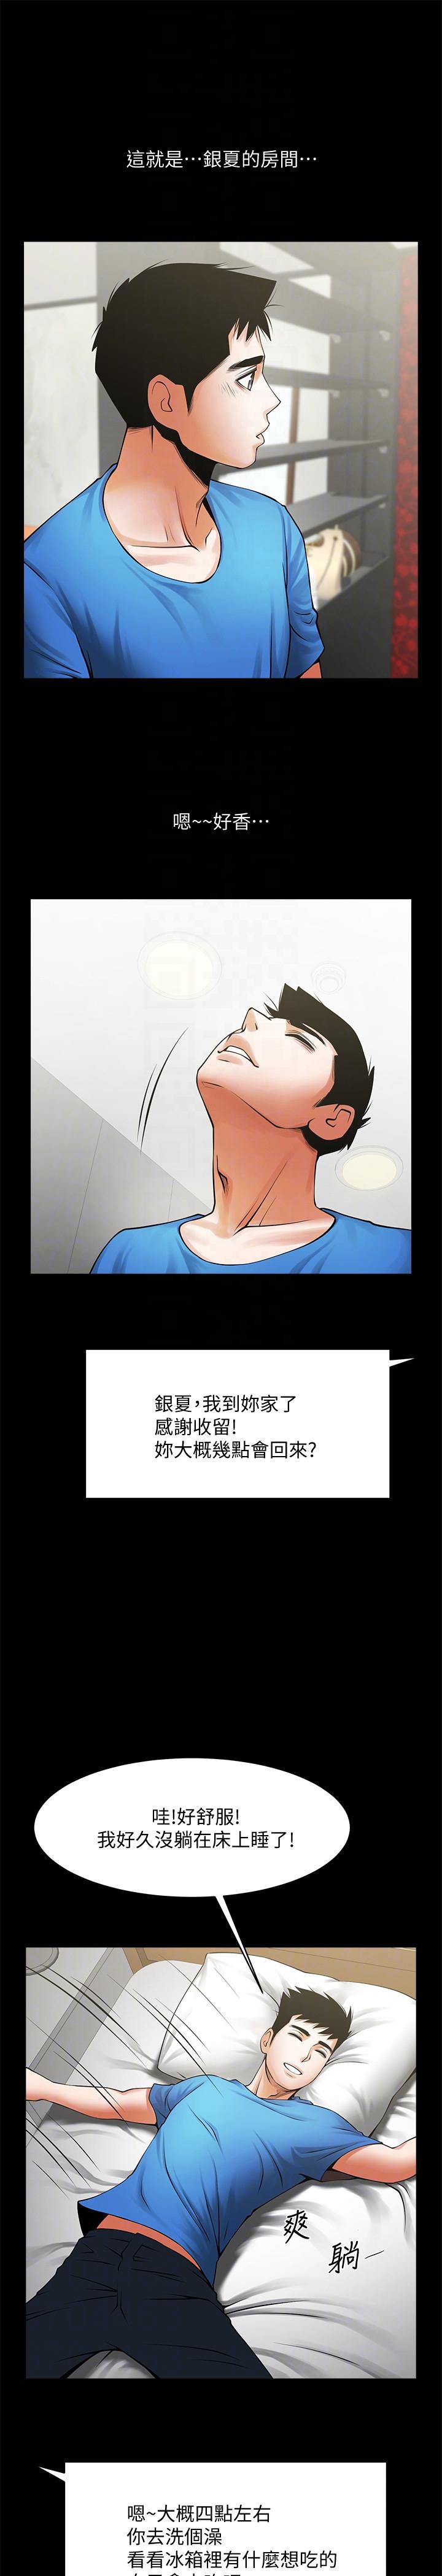 這就是⋯銀夏的房間⋯
嗯~~好香⋯
銀夏,我到妳家了
感謝收留!
妳大概幾點會回來?
哇!好舒服!
我好久沒躺在床上睡了!
爽
躺—
嗯~大概四點左右
你去洗個澡
看看冰箱裡有什麼想吃的